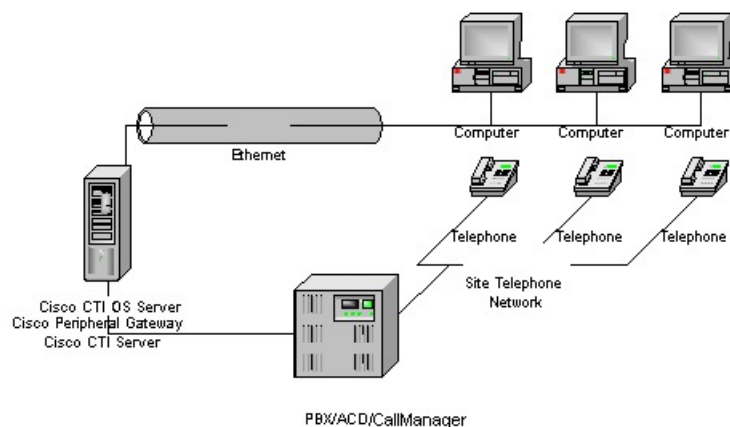 Computer
Computer
Computer
Ethernet
Telephone
Telephone
Telephone
Site Telephone
Network
Cisco CTI OS Server
Cisco Peripheral Gateway
Cisco CTI Server
PBX/ACD/CallManager